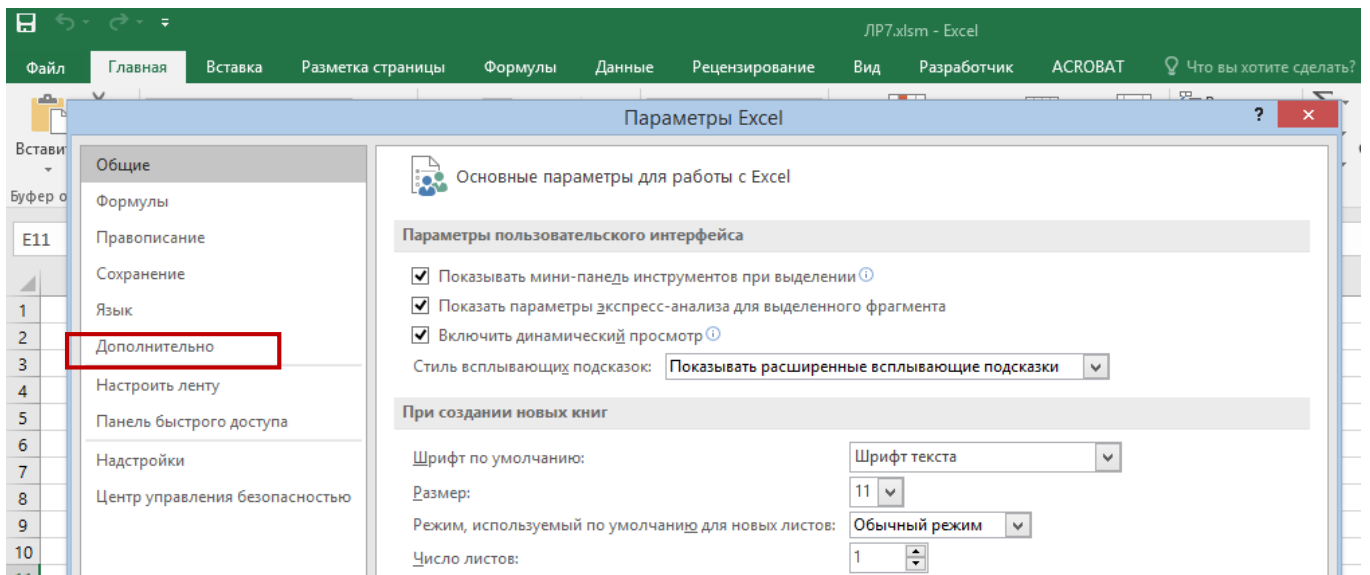 ЛР7.xlsm - Excel
Файл Главная Вставка Разметка страницы Формулы Данные Рецензирование Вид Разработчик ACROBAT Что вы хотите сделать?
Параметры Excel ?
Общие
Формулы
Правописание
Сохранение
Язык
Дополнительно
Настроить ленту
Панель быстрого доступа
Надстройки
Центр управления безопасностью
Основные параметры для работы с Excel
Параметры пользовательского интерфейса
Показывать мини-панель инструментов при выделении
Показать параметры экспресс-анализа для выделенного фрагмента
Включить динамический просмотр
Стиль всплывающих подсказок: Показывать расширенные всплывающие подсказки
При создании новых книг
Шрифт по умолчанию: Шрифт текста
Размер: 11
Режим, используемый по умолчанию для новых листов: Обычный режим
Число листов: 1
Встави
Буфер о
E11
1
2
3
4
5
6
7
8
9
10